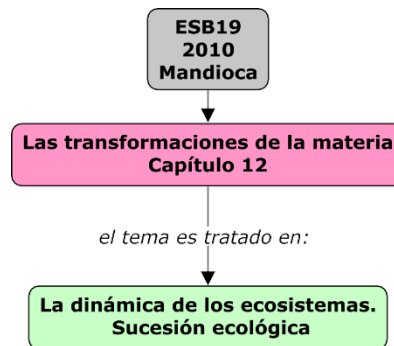 ESB19
2010
Mandioca
Las transformaciones de la materia
Capítulo 12
el tema es tratado en:
La dinámica de los ecosistemas.
Sucesión ecológica